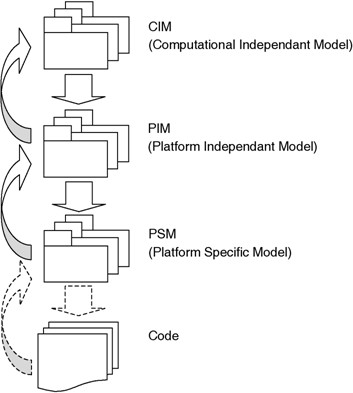 CIM
(Computational Independant Model)
PIM
(Platform Independant Model)
PSM
(Platform Specific Model)
Code